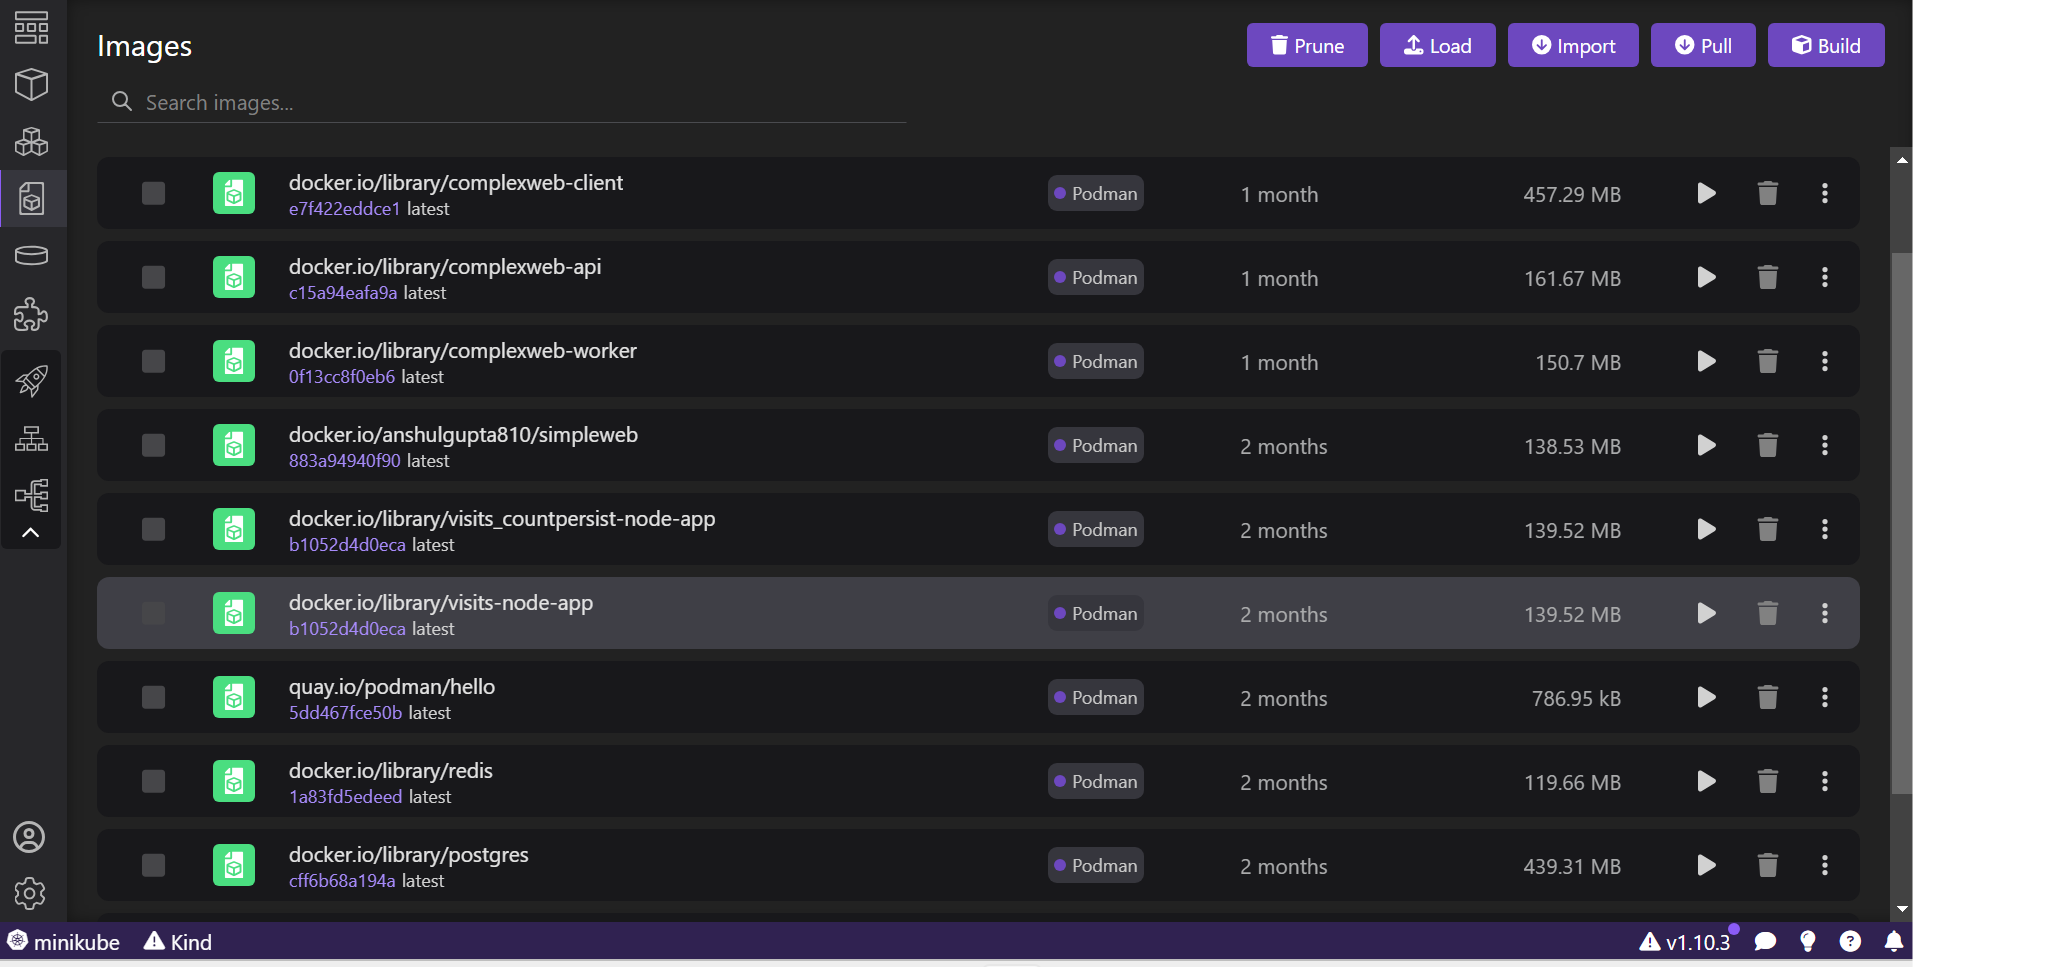 Images
Prune
Load
Import
Pull
Build
Search images...
docker.io/library/complexweb-client
e7f422eddce1 latest
Podman
1 month
457.29 MB
docker.io/library/complexweb-api
c15a94eafa9a latest
Podman
1 month
161.67 MB
docker.io/library/complexweb-worker
0f13cc8f0eb6 latest
Podman
1 month
150.7 MB
docker.io/anshulgupta810/simpleweb
883a94940f90 latest
Podman
2 months
138.53 MB
docker.io/library/visits_countpersist-node-app
b1052d4d0eca latest
Podman
2 months
139.52 MB
docker.io/library/visits-node-app
b1052d4d0eca latest
Podman
2 months
139.52 MB
quay.io/podman/hello
5dd467fce50b latest
Podman
2 months
786.95 kB
docker.io/library/redis
1a83fd5edeed latest
Podman
2 months
119.66 MB
docker.io/library/postgres
cff6b68a194a latest
Podman
2 months
439.31 MB
minikube
Kind
v1.10.3